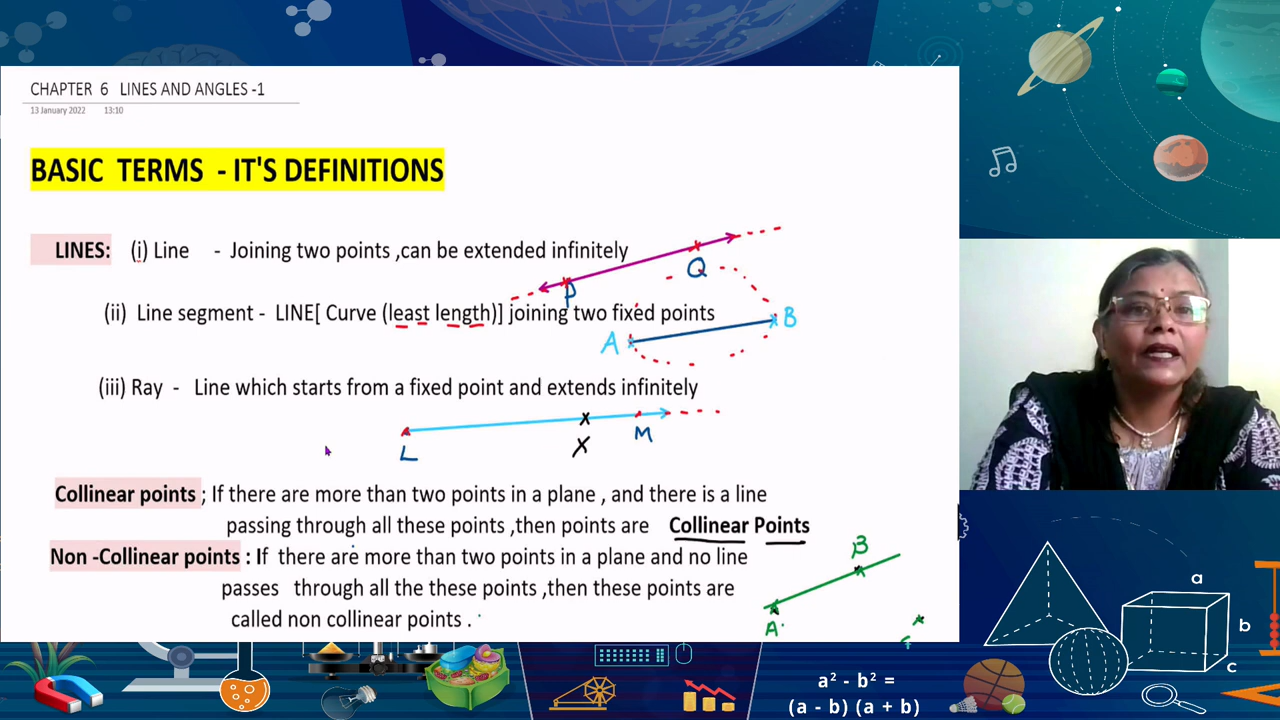 CHAPTER 6 LINES AND ANGLES -1
13 January 2022 13:10
BASIC TERMS - IT'S DEFINITIONS
LINES: (i) Line - Joining two points ,can be extended infinitely
P Q
(ii) Line segment - LINE[ Curve (least length)] joining two fixed points
A B
(iii) Ray - Line which starts from a fixed point and extends infinitely
L X M
Collinear points ; If there are more than two points in a plane , and there is a line
passing through all these points ,then points are Collinear Points
Non -Collinear points : If there are more than two points in a plane and no line
passes through all the these points ,then these points are
called non collinear points .
B
A
a
b
c
a² - b² =
(a - b) (a + b)